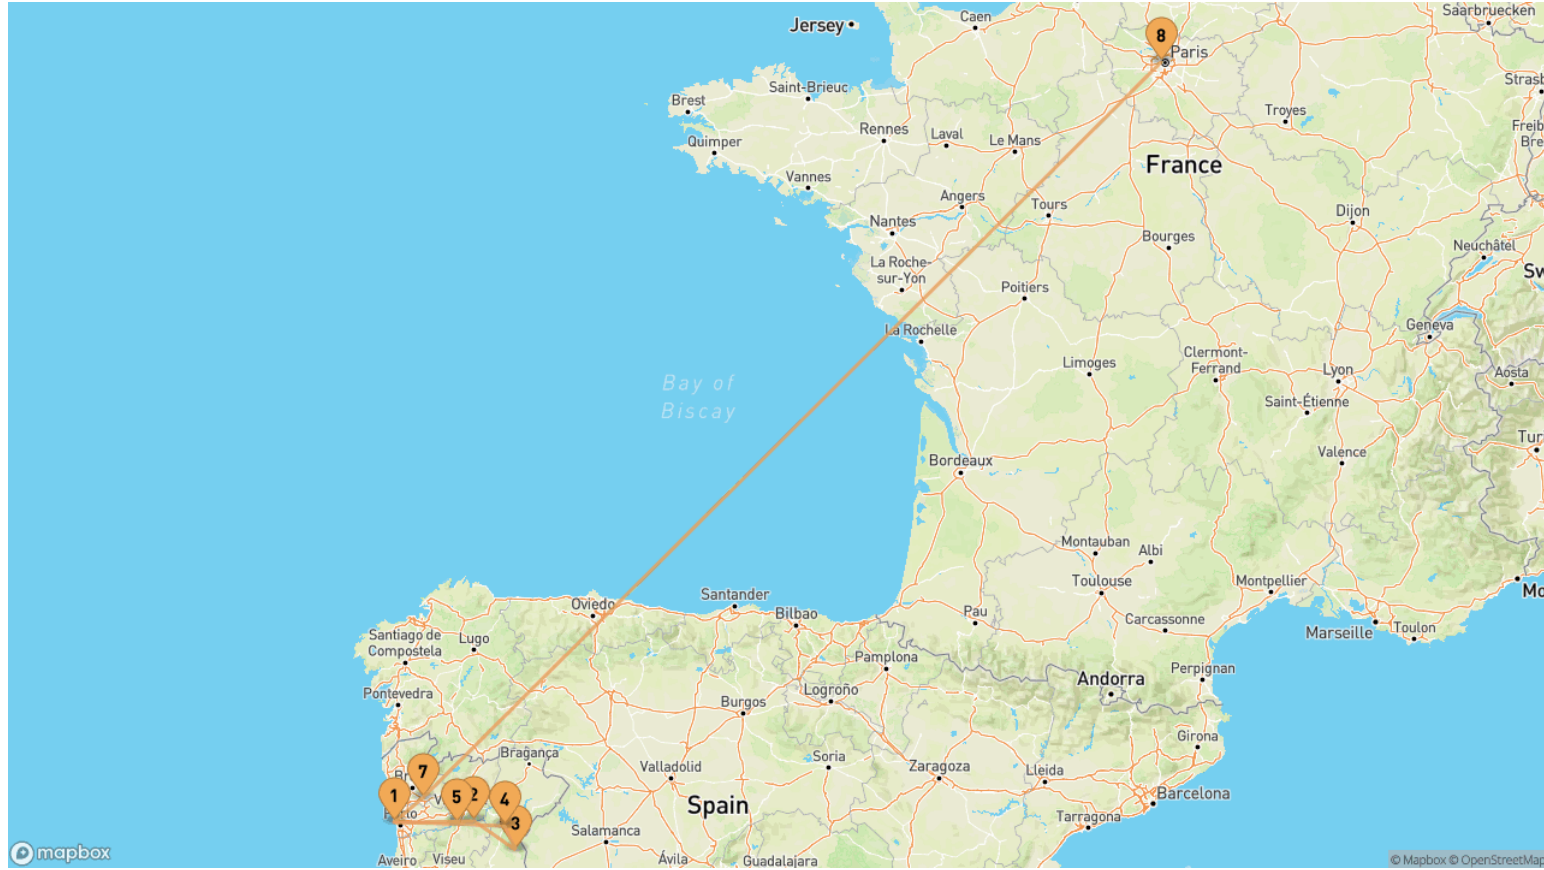 Jersey
Caen
Saarbruecken
8
Paris
Brest
Saint-Brieuc
Troyes
Strasb
Quimper
Rennes
Laval
Le Mans
Freib
Bre
France
Vannes
Angers
Tours
Nantes
Dijon
Bourges
Neuchâtel
La Roche-
sur-Yon
Poitiers
Sw
La Rochelle
Geneva
Limoges
Clermont-
Ferrand
Lyon
Aosta
Bay of
Biscay
Saint-Étienne
Tur
Bordeaux
Valence
Montauban
Albi
Toulouse
Montpellier
Mo
Santander
Oviedo
Bilbao
Pau
Carcassonne
Marseille
Toulon
Santiago de
Compostela
Lugo
Pamplona
Perpignan
Andorra
Pontevedra
Logroño
Burgos
Girona
Bragança
Soria
Valladolid
Zaragoza
Lleida
7
1
5
2
4
3
Spain
Barcelona
Tarragona
Salamanca
Aveiro
Viseu
Ávila
Guadalajara
mapbox
© Mapbox © OpenStreetMap